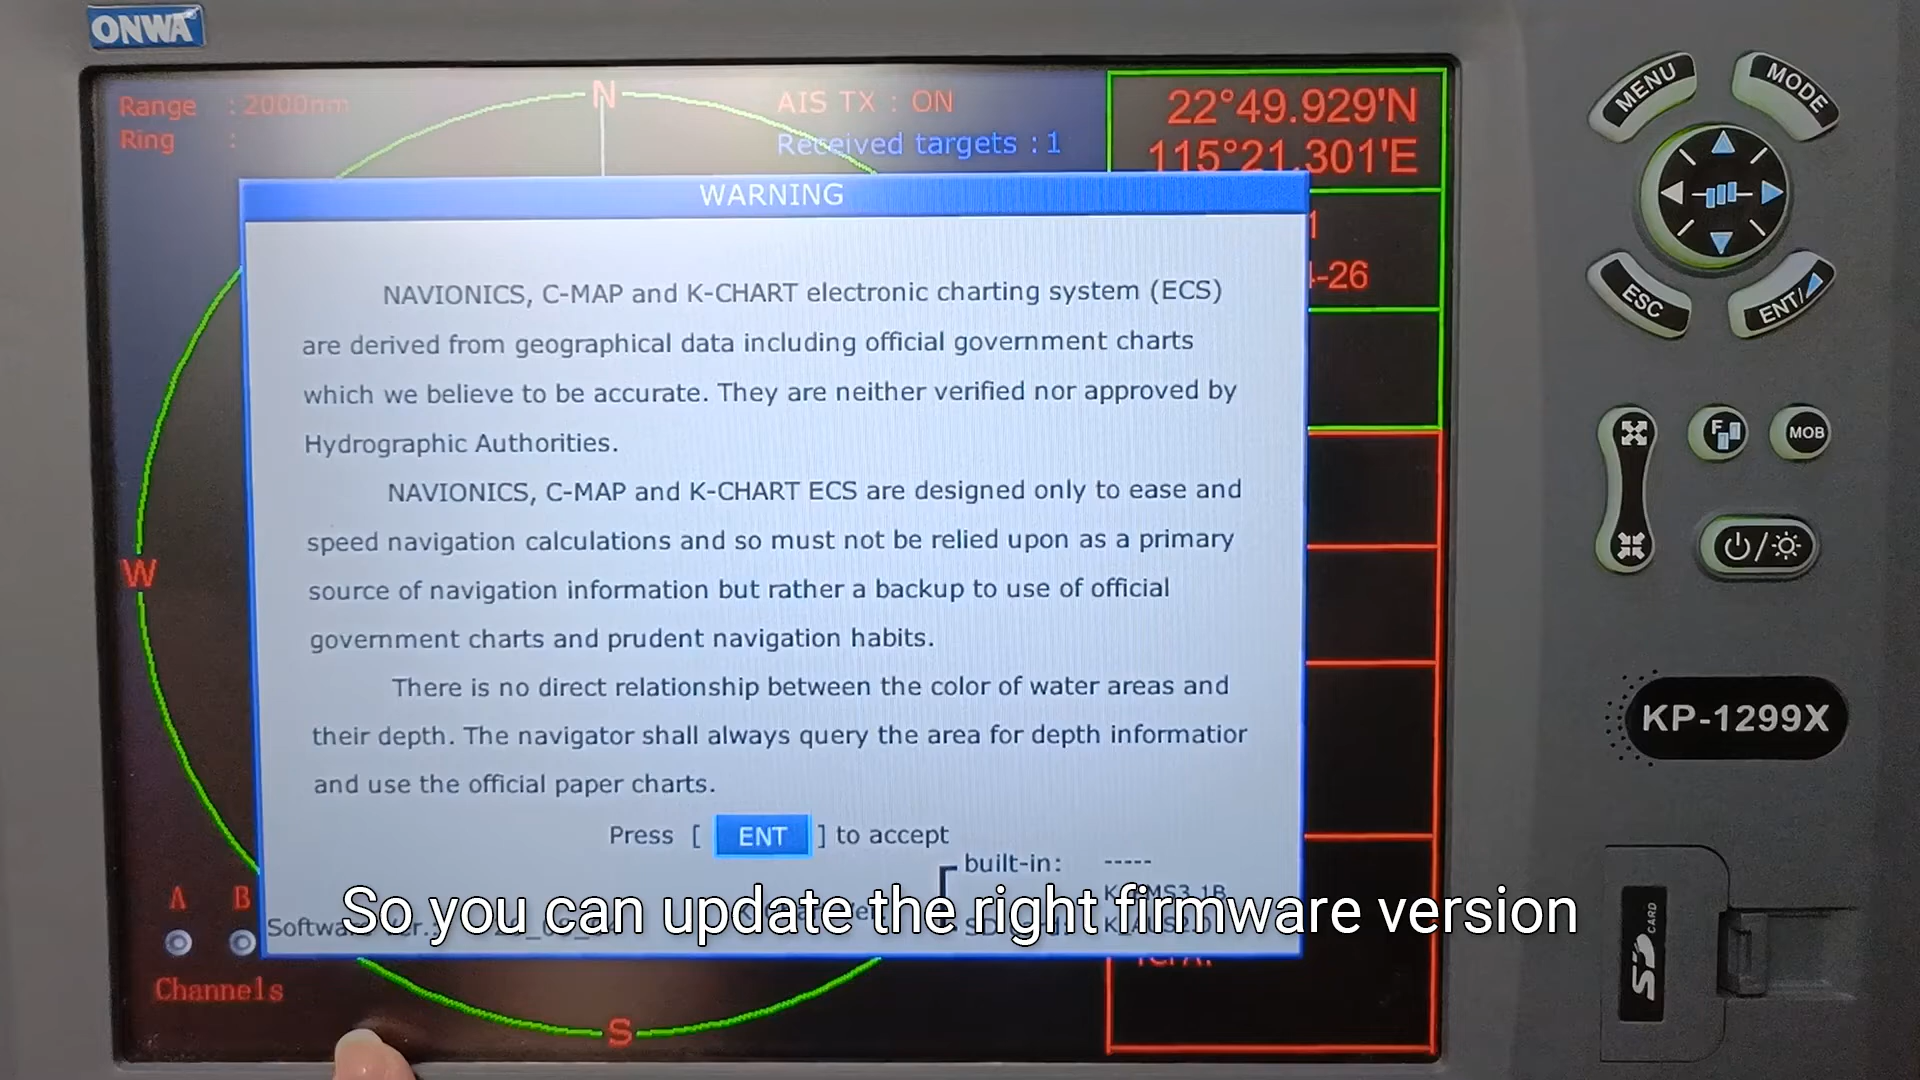 ONWA
Range : 2000nm
Ring :
N
AIS TX : ON
Received targets : 1
22°49.929'N
115°21.301'E
WARNING
NAVIONICS, C-MAP and K-CHART electronic charting system (ECS)
are derived from geographical data including official government charts
which we believe to be accurate. They are neither verified nor approved by
Hydrographic Authorities.
NAVIONICS, C-MAP and K-CHART ECS are designed only to ease and
speed navigation calculations and so must not be relied upon as a primary
source of navigation information but rather a backup to use of official
government charts and prudent navigation habits.
There is no direct relationship between the color of water areas and
their depth. The navigator shall always query the area for depth informatior
and use the official paper charts.
Press [ ENT ] to accept
built-in: -----
So you can update the right firmware version
W
A B
Channels
S
-26
MENU
MODE
ESC
ENT/
F
MOB
KP-1299X
SD CARD